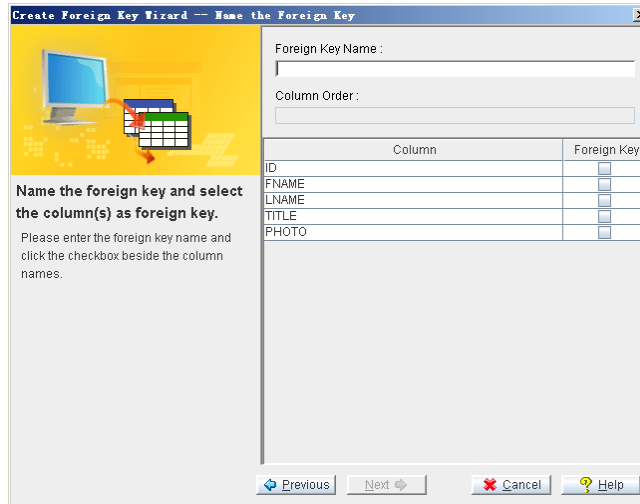 Create Foreign Key Wizard -- Name the Foreign Key
Name the foreign key and select
the column(s) as foreign key.
Please enter the foreign key name and
click the checkbox beside the column
names.
Foreign Key Name :
Column Order :
Column Foreign Key
ID
FNAME
LNAME
TITLE
PHOTO
Previous Next Cancel Help